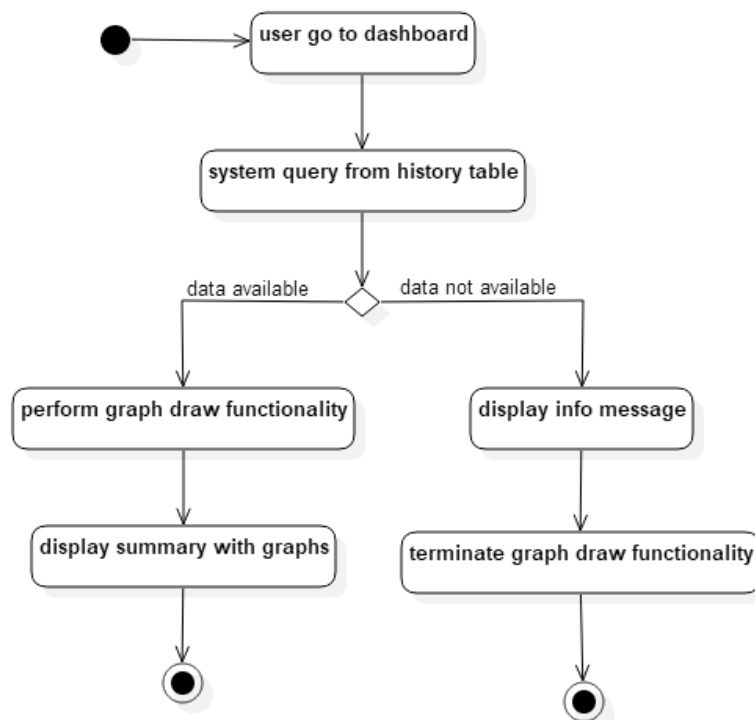 user go to dashboard
system query from history table
data available
data not available
perform graph draw functionality
display info message
display summary with graphs
terminate graph draw functionality